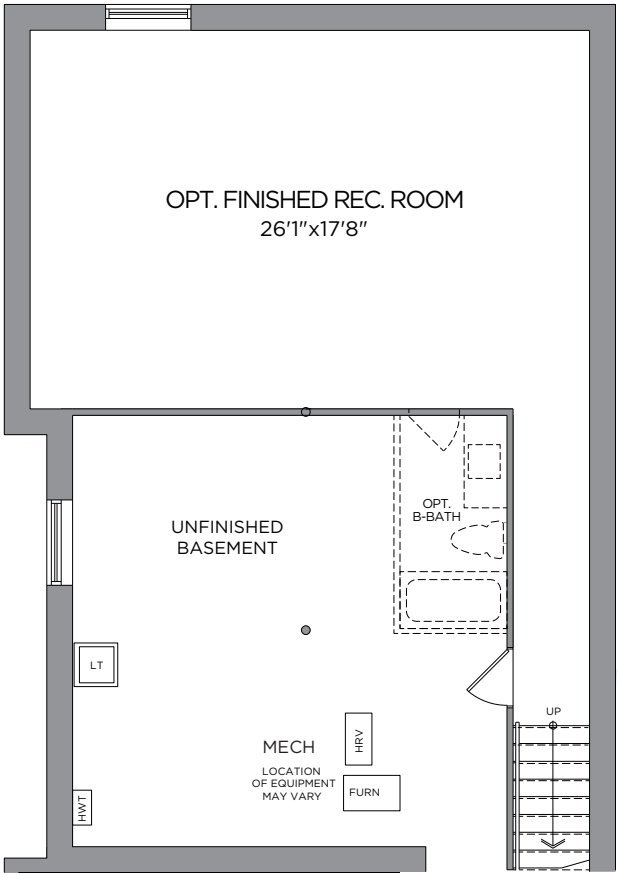 OPT. FINISHED REC. ROOM
26'1"x17'8"
OPT.
B-BATH
UNFINISHED
BASEMENT
LT
UP
HRV
MECH
LOCATION
OF EQUIPMENT
MAY VARY
FURN
HWT